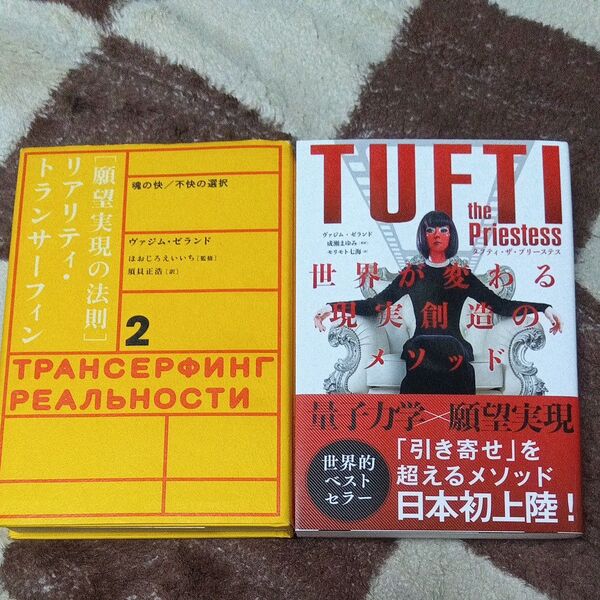 [願望実現の法則]
リアリティ・
トランサーフィン
魂の快/不快の選択
ヴァジム・ゼランド
ほおじろえいいち[監修]
須貝正浩[訳]
2
ТРАНСЕРФИНГ
РЕАЛЬНОСТИ
TUFTI
the
Priestess
タフティ・ザ・プリーステス
ヴァジム・ゼランド 著
成瀬まゆみ 監修
モリモト七海 訳
世界が変わる
現実創造の
メソッド
量子力学×願望実現
世界的
ベスト
セラー
「引き寄せ」を
超えるメソッド
日本初上陸!